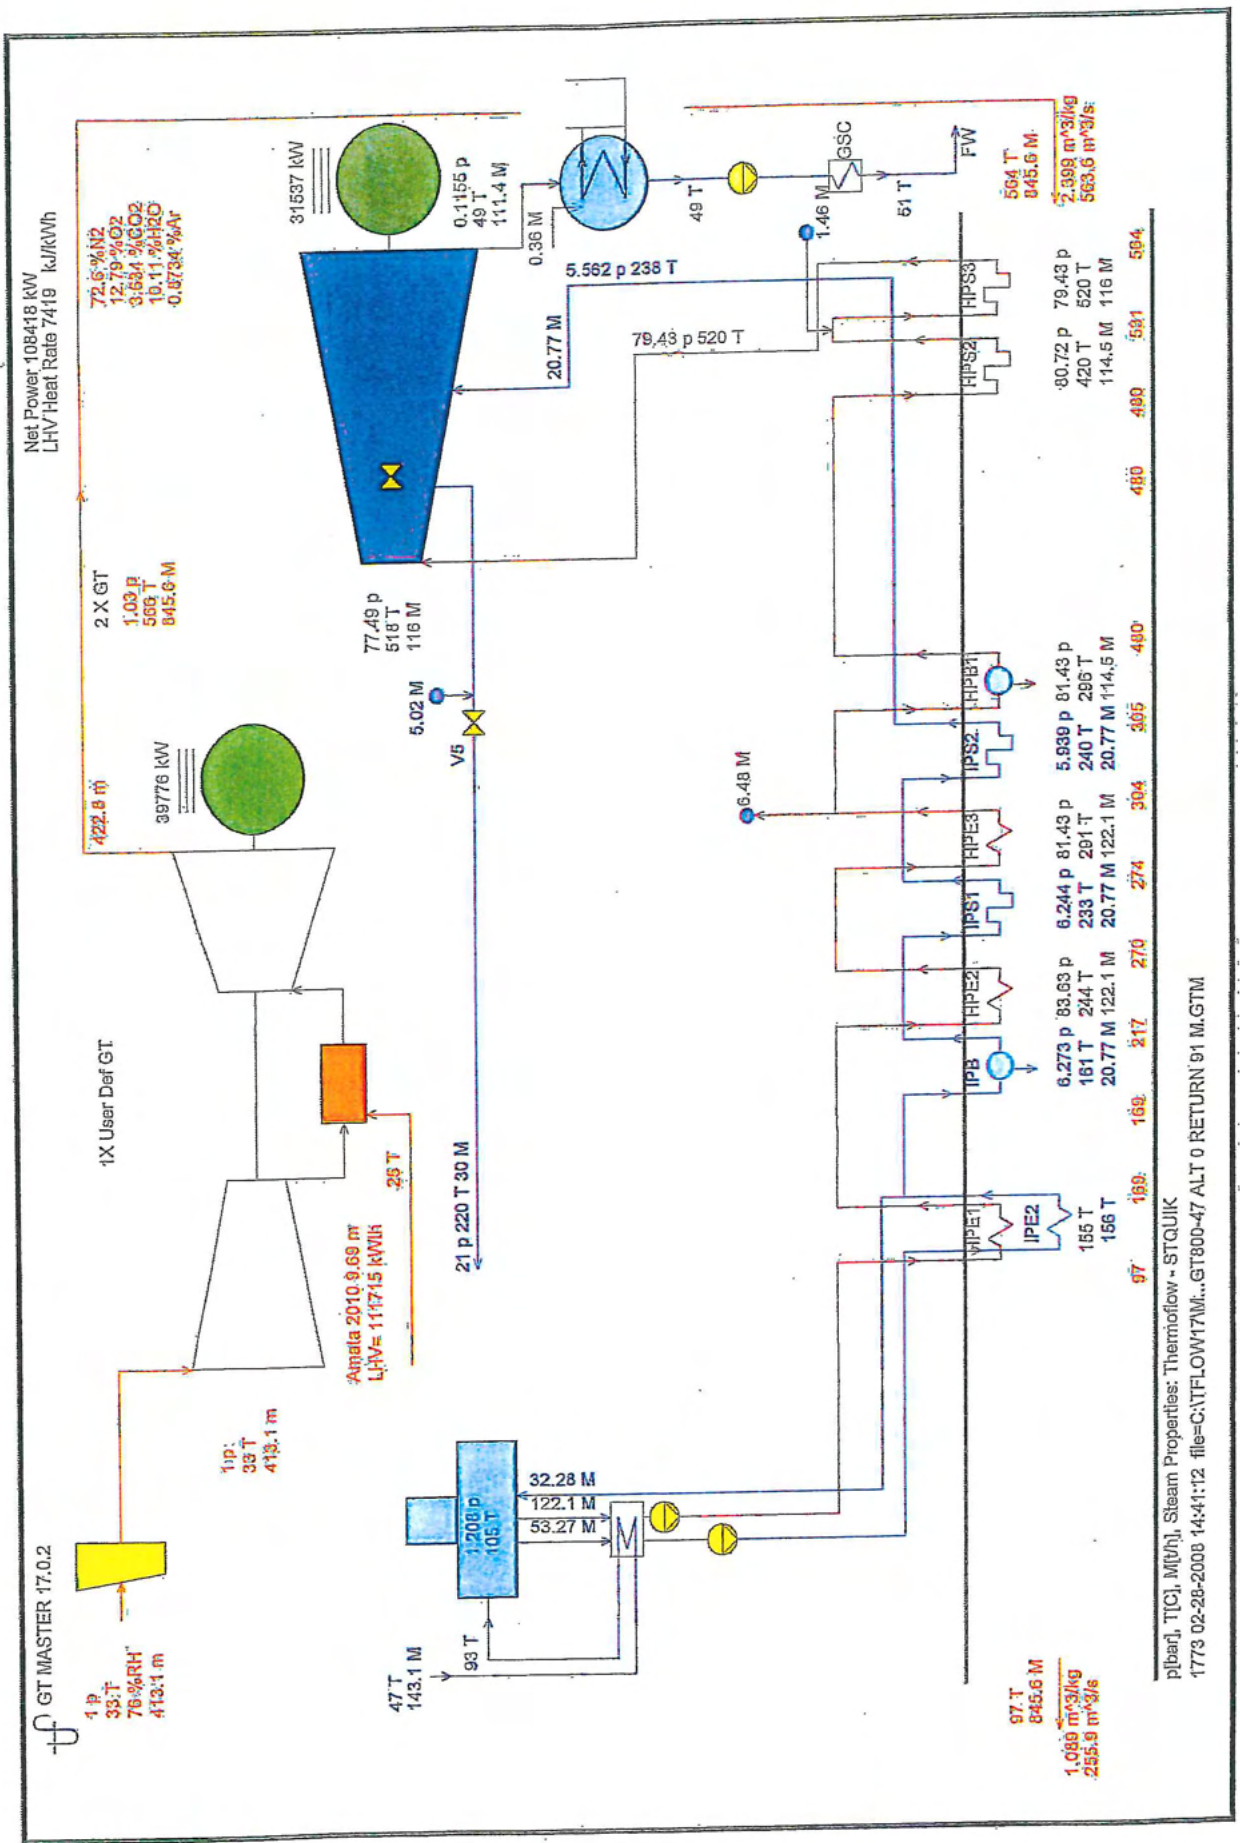 GT MASTER 17.0.2
Net Power 108418 kW
LHV Heat Rate 7419 kJ/kWh
1 p
33 T
76 %RH
413.1 m
1 p
33 T
413.1 m
1X User Def GT
Amata 2010 9.69 m
LHV= 111715 kWth
25 T
39776 kW
422.8 m
2 X GT
1.03 p
566 T
845.6 M
72.6 %N2
12.79 %O2
3.634 %CO2
10.11 %H2O
0.8734 %Ar
31537 kW
77.49 p
518 T
116 M
0.1155 p
49 T
111.4 M
0.36 M
49 T
1.46 M
GSC
51 T
FW
5.562 p 238 T
20.77 M
79.43 p 520 T
5.02 M
V5
21 p 220 T 30 M
6.48 M
1.208 p
105 T
32.28 M
122.1 M
53.27 M
93 T
47 T
143.1 M
564 T
845.6 M
2.399 m^3/kg
563.6 m^3/s
97 T
845.6 M
1.089 m^3/kg
255.9 m^3/s
HPE1
IPE2
IPB
HPE2
IPS1
HPE3
IPS2
HPB1
HPS2
HPS3
155 T
156 T
6.273 p 83.63 p
161 T 244 T
20.77 M 122.1 M
6.244 p 81.43 p
233 T 291 T
20.77 M 122.1 M
5.939 p 81.43 p
240 T 296 T
20.77 M 114.5 M
80.72 p 79.43 p
420 T 520 T
114.5 M 116 M
97 169 169 217 270 274 304 305 480 480 480 531 564
p[bar], T[C], M[t/h], Steam Properties: Thermoflow - STQUIK
1773 02-28-2008 14:41:12 file=C:\TFLOW17\M...GT800-47 ALT 0 RETURN 91 M.GTM